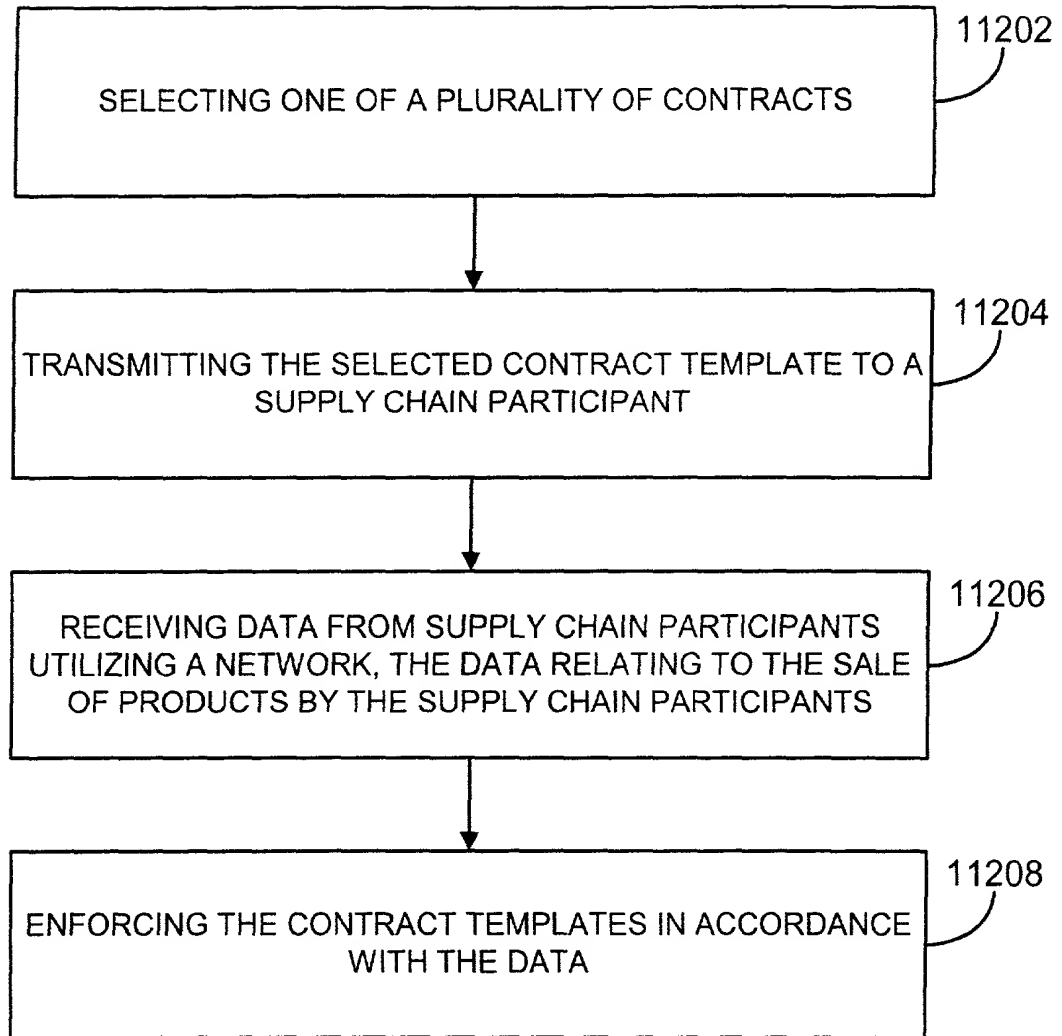 11202
SELECTING ONE OF A PLURALITY OF CONTRACTS
11204
TRANSMITTING THE SELECTED CONTRACT TEMPLATE TO A
SUPPLY CHAIN PARTICIPANT
11206
RECEIVING DATA FROM SUPPLY CHAIN PARTICIPANTS
UTILIZING A NETWORK, THE DATA RELATING TO THE SALE
OF PRODUCTS BY THE SUPPLY CHAIN PARTICIPANTS
11208
ENFORCING THE CONTRACT TEMPLATES IN ACCORDANCE
WITH THE DATA